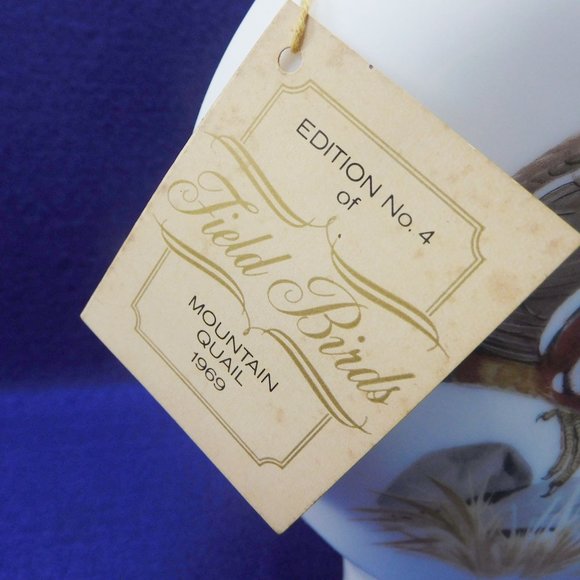 EDITION No. 4
of
Field Birds
MOUNTAIN
QUAIL
1969